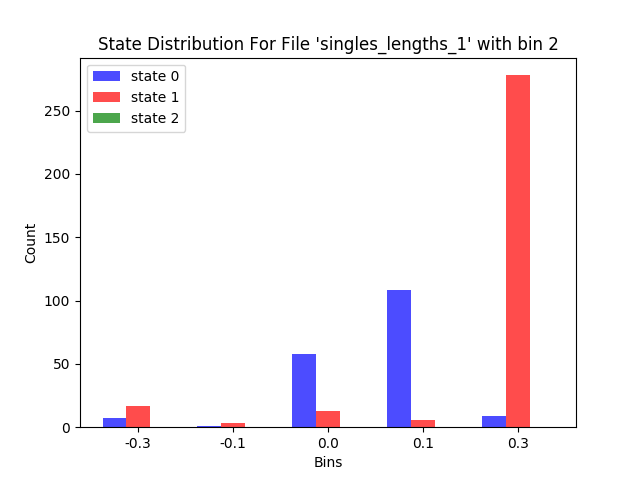 State Distribution For File 'singles_lengths_1' with bin 2
state 0
state 1
state 2
Count
250
200
150
100
50
0
-0.3 -0.1 0.0 0.1 0.3
Bins